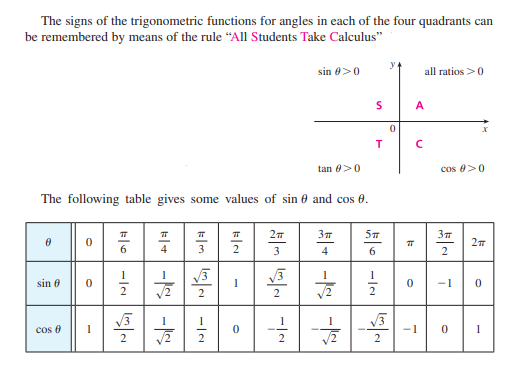 The signs of the trigonometric functions for angles in each of the four quadrants can
be remembered by means of the rule “All Students Take Calculus”
y
sin θ>0 all ratios>0
S A
0 x
T C
tan θ>0 cos θ>0
The following table gives some values of sin θ and cos θ.
θ 0 π/6 π/4 π/3 π/2 2π/3 3π/4 5π/6 π 3π/2 2π
sin θ 0 1/2 1/√2 √3/2 1 √3/2 1/√2 1/2 0 −1 0
cos θ 1 √3/2 1/√2 1/2 0 −1/2 −1/√2 −√3/2 −1 0 1